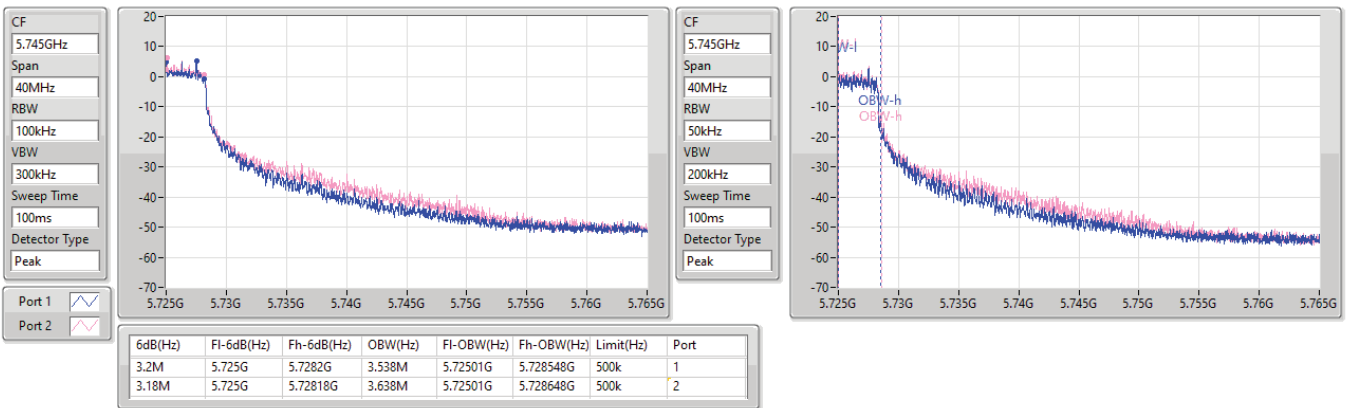 CF
5.745GHz
Span
40MHz
RBW
100kHz
VBW
300kHz
Sweep Time
100ms
Detector Type
Peak
Port 1
Port 2
20
10
0
-10
-20
-30
-40
-50
-60
-70
5.725G 5.73G 5.735G 5.74G 5.745G 5.75G 5.755G 5.76G 5.765G
CF
5.745GHz
Span
40MHz
RBW
50kHz
VBW
200kHz
Sweep Time
100ms
Detector Type
Peak
20
10
0
-10
-20
-30
-40
-50
-60
-70
W-l
OBW-h
OBW-h
5.725G 5.73G 5.735G 5.74G 5.745G 5.75G 5.755G 5.76G 5.765G
6dB(Hz) Fl-6dB(Hz) Fh-6dB(Hz) OBW(Hz) Fl-OBW(Hz) Fh-OBW(Hz) Limit(Hz) Port
3.2M 5.725G 5.7282G 3.538M 5.72501G 5.728548G 500k 1
3.18M 5.725G 5.72818G 3.638M 5.72501G 5.728648G 500k 2